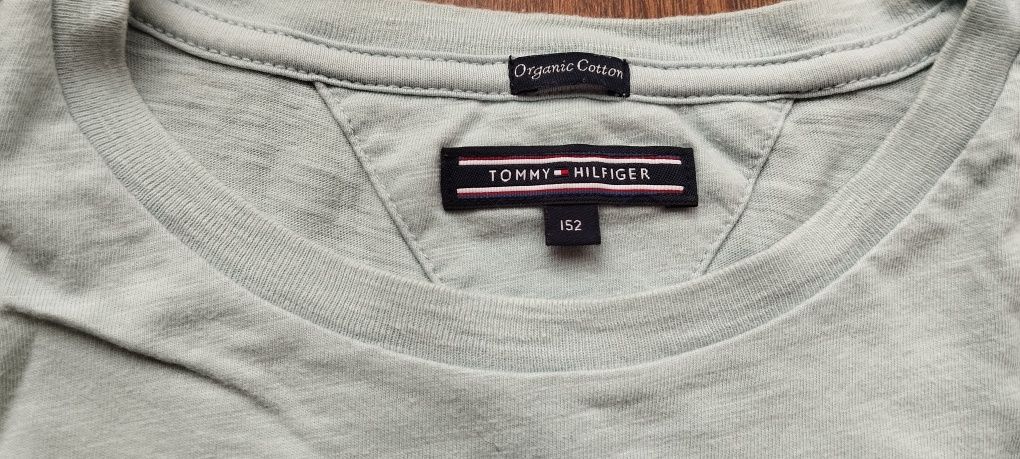 Organic Cotton
TOMMY HILFIGER
152